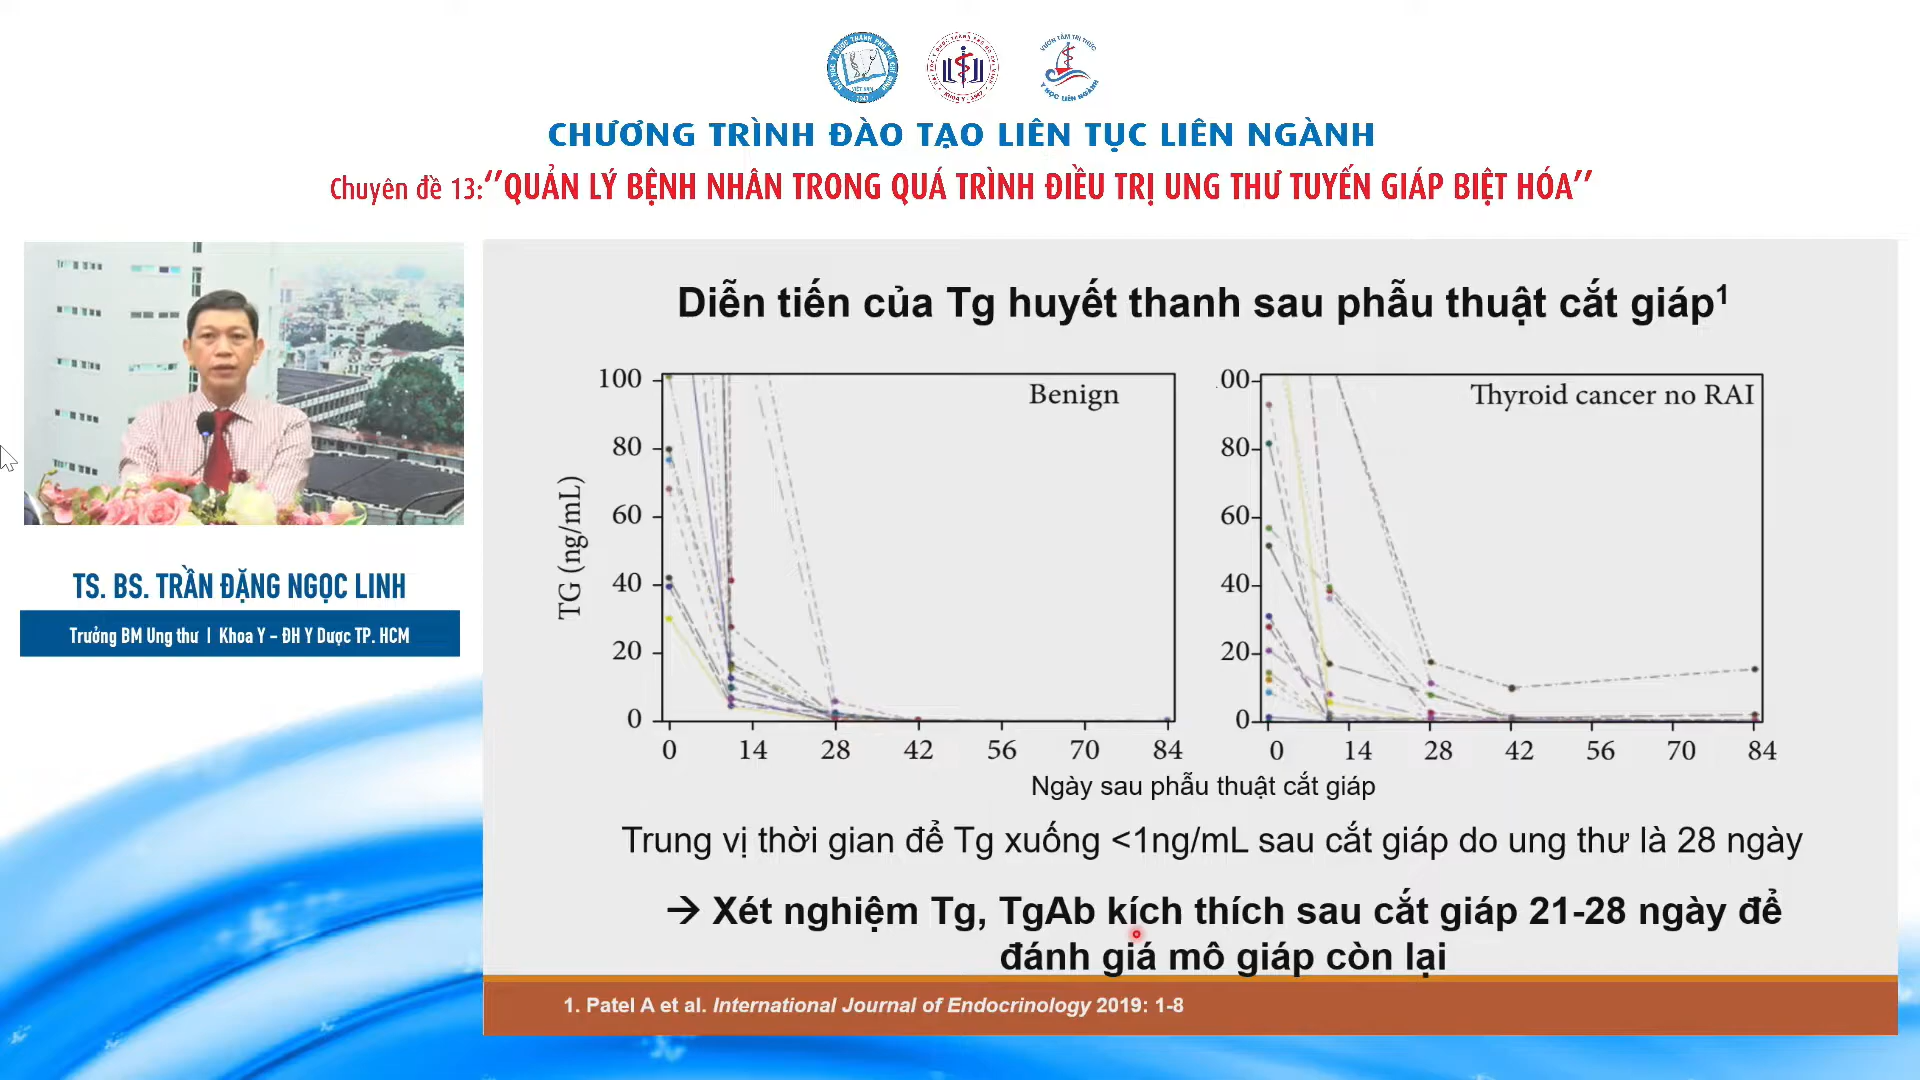 CHƯƠNG TRÌNH ĐÀO TẠO LIÊN TỤC LIÊN NGÀNH
Chuyên đề 13:‘’QUẢN LÝ BỆNH NHÂN TRONG QUÁ TRÌNH ĐIỀU TRỊ UNG THƯ TUYẾN GIÁP BIỆT HÓA’’
TS. BS. TRẦN ĐẶNG NGỌC LINH
Trưởng BM Ung thư | Khoa Y – ĐH Y Dược TP. HCM
Diễn tiến của Tg huyết thanh sau phẫu thuật cắt giáp1
Benign
TG (ng/mL)
100
80
60
40
20
0
0 14 28 42 56 70 84
Thyroid cancer no RAI
00
80
60
40
20
0
0 14 28 42 56 70 84
Ngày sau phẫu thuật cắt giáp
Trung vị thời gian để Tg xuống <1ng/mL sau cắt giáp do ung thư là 28 ngày
→ Xét nghiệm Tg, TgAb kích thích sau cắt giáp 21-28 ngày để
đánh giá mô giáp còn lại
1. Patel A et al. International Journal of Endocrinology 2019: 1-8